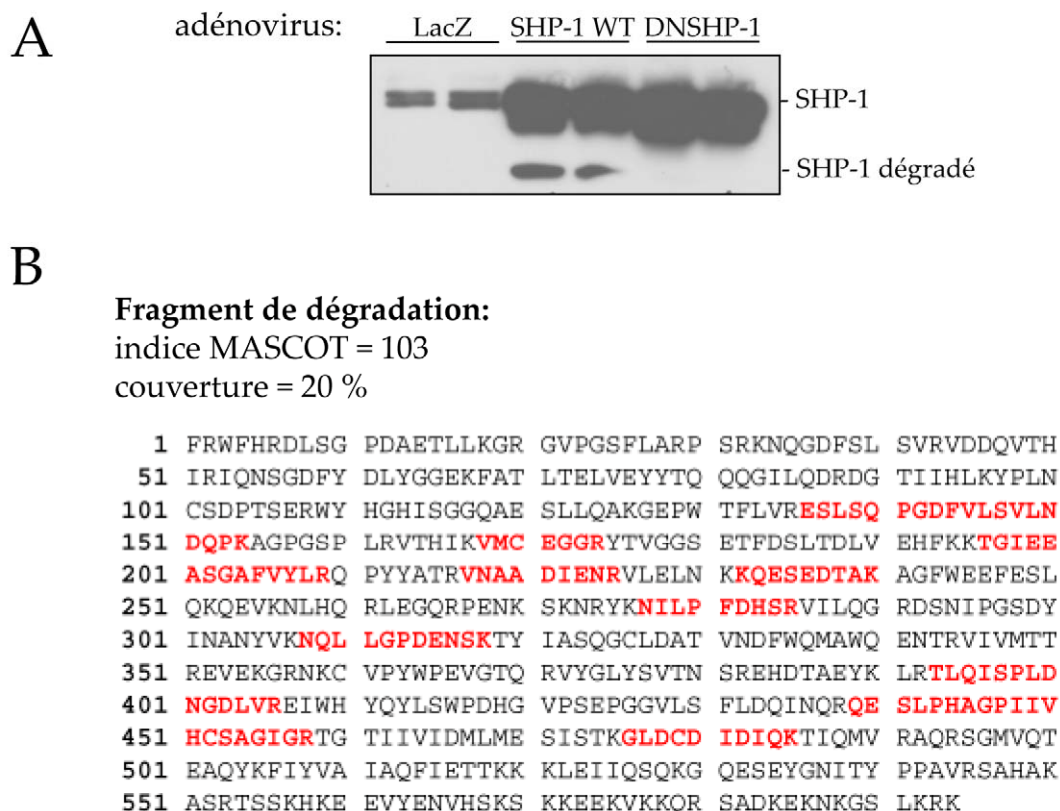 A
adénovirus: LacZ SHP-1 WT DNSHP-1
- SHP-1
- SHP-1 dégradé
B
Fragment de dégradation:
indice MASCOT = 103
couverture = 20 %
1 FRWFHRDLSG PDAETLLKGR GVPGSFLARP SRKNQGDFSL SVRVDDQVTH
51 IRIQNSGDFY DLYGGEKFAT LTELVEYYTQ QQGILQDRDG TIIHLKYPLN
101 CSDPTSERWY HGHISGGQAE SLLQAKGEPW TFLVRESLSQ PGDFVLSVLN
151 DQPKAGPGSP LRVTHIKVMC EGGRYTVGGS ETFDSLTDLV EHFKKTGIEE
201 ASGAFVYLRQ PYYATRVNAA DIENRVLELN KKQESEDTAK AGFWEEFESL
251 QKQEVKNLHQ RLEGQRPENK SKNRYKNILP FDHSRVILQG RDSNIPGSDY
301 INANYVKNQL LGPDENSKTY IASQGCLDAT VNDFWQMAWQ ENTRVIVMTT
351 REVEKGRNKC VPYWPEVGTQ RVYGLYSVTN SREHDTAEYK LRTLQISPLD
401 NGDLVREIWH YQYLSWPDHG VPSEPGGVLS FLDQINQRQE SLPHAGPIIV
451 HCSAGIGRTG TIIVIDMLME SISTKGLDCD IDIQKTIQMV RAQRSGMVQT
501 EAQYKFIYVA IAQFIETTKK KLEIIQSQKG QESEYGNITY PPAVRSAHAK
551 ASRTSSKHKE EVYENVHSKS KKEEKVKKQR SADKEKNKGS LKRK